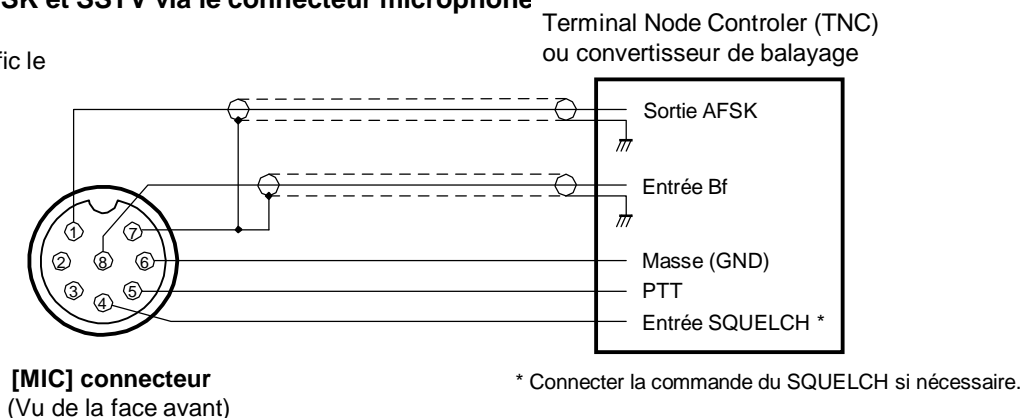 SK et SSTV via le connecteur microphone
Terminal Node Controler (TNC)
ou convertisseur de balayage
fic le
Sortie AFSK
Entrée Bf
1
7
2
8
6
3
5
4
Masse (GND)
PTT
Entrée SQUELCH *
[MIC] connecteur
(Vu de la face avant)
* Connecter la commande du SQUELCH si nécessaire.